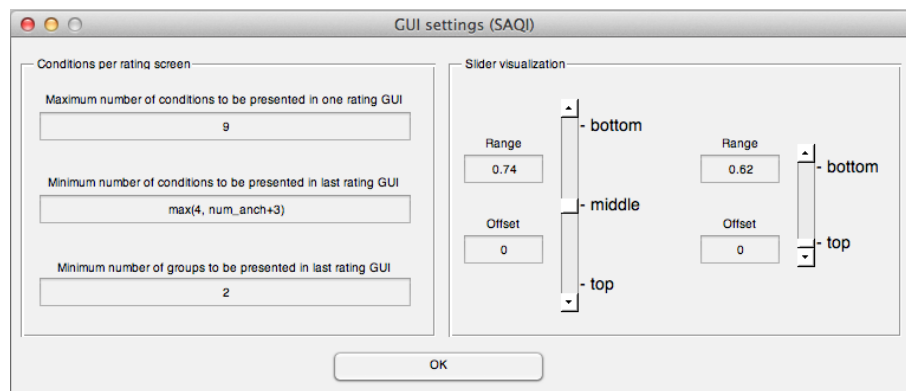 GUI settings (SAQI)
Conditions per rating screen
Maximum number of conditions to be presented in one rating GUI
9
Minimum number of conditions to be presented in last rating GUI
max(4, num_anch+3)
Minimum number of groups to be presented in last rating GUI
2
Slider visualization
Range
0.74
Offset
0
- bottom
- middle
- top
Range
0.62
Offset
0
- bottom
- top
OK